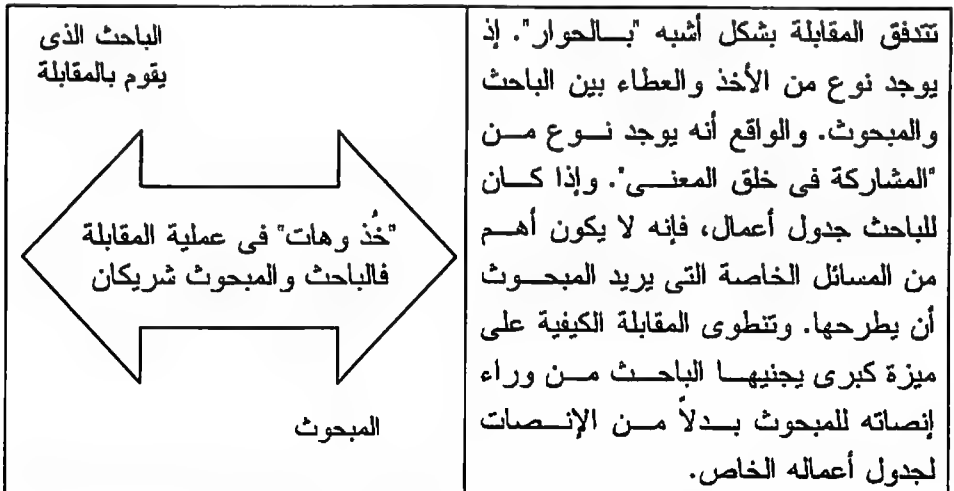 تتدفق المقابلة بشكل أشبه "بالحوار". إذ
يوجد نوع من الأخذ والعطاء بين الباحث
والمبحوث. والواقع أنه يوجد نوع من
"المشاركة فى خلق المعنى". وإذا كان
للباحث جدول أعمال، فإنه لا يكون أهم
من المسائل الخاصة التى يريد المبحوث
أن يطرحها. وتنطوى المقابلة الكيفية على
ميزة كبرى يجنيها الباحث من وراء
إنصاته للمبحوث بدلاً من الإنصات
لجدول أعماله الخاص.
الباحث الذى
يقوم بالمقابلة
"خُذ وهات" فى عملية المقابلة
فالباحث والمبحوث شريكان
المبحوث